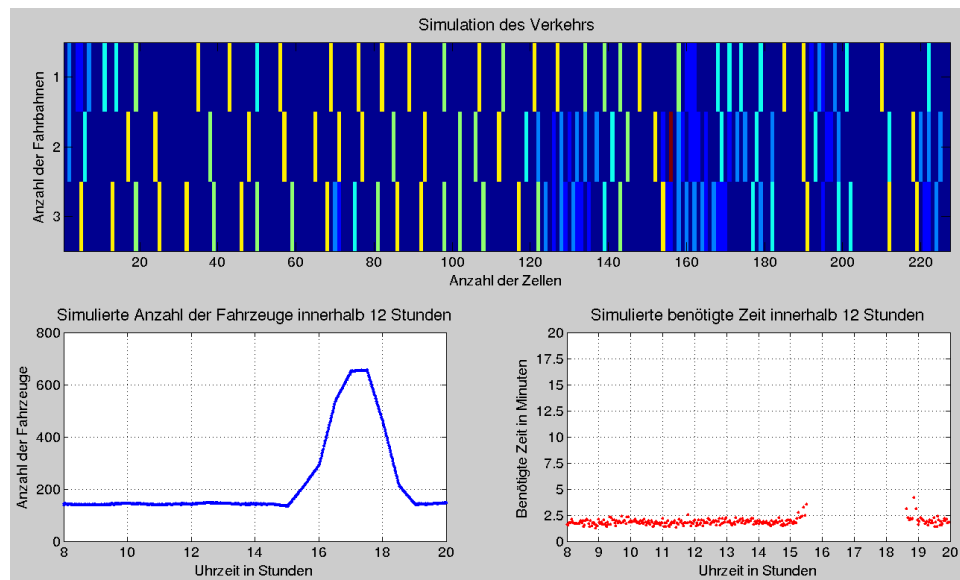 Simulation des Verkehrs
Anzahl der Fahrbahnen
1
2
3
20 40 60 80 100 120 140 160 180 200 220
Anzahl der Zellen
Simulierte Anzahl der Fahrzeuge innerhalb 12 Stunden
Anzahl der Fahrzeuge
800
600
400
200
0
8 10 12 14 16 18 20
Uhrzeit in Stunden
Simulierte benötigte Zeit innerhalb 12 Stunden
Benötigte Zeit in Minuten
20
17.5
15
12.5
10
7.5
5
2.5
0
8 9 10 11 12 13 14 15 16 17 18 18 20
Uhrzeit in Stunden